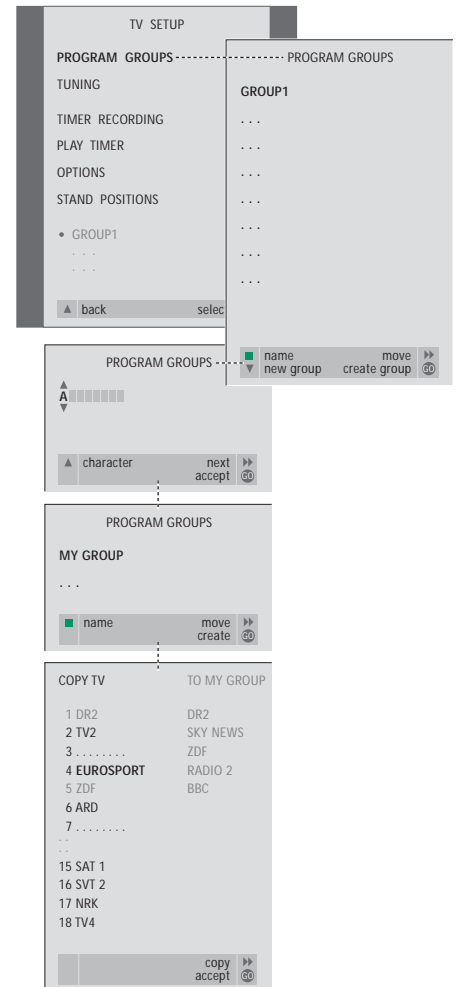 TV SETUP
PROGRAM GROUPS
TUNING
TIMER RECORDING
PLAY TIMER
OPTIONS
STAND POSITIONS
• GROUP1
. . .
. . .
▲ back selec
PROGRAM GROUPS
GROUP1
. . .
. . .
. . .
. . .
. . .
. . .
. . .
name move
new group create group GO
PROGRAM GROUPS
A
▲ character next
accept GO
PROGRAM GROUPS
MY GROUP
. . .
name move
create GO
COPY TV TO MY GROUP
1 DR2 DR2
2 TV2 SKY NEWS
3 . . . . . . . . ZDF
4 EUROSPORT RADIO 2
5 ZDF BBC
6 ARD
7 . . . . . . . .
. .
. .
15 SAT 1
16 SVT 2
17 NRK
18 TV4
copy
accept GO